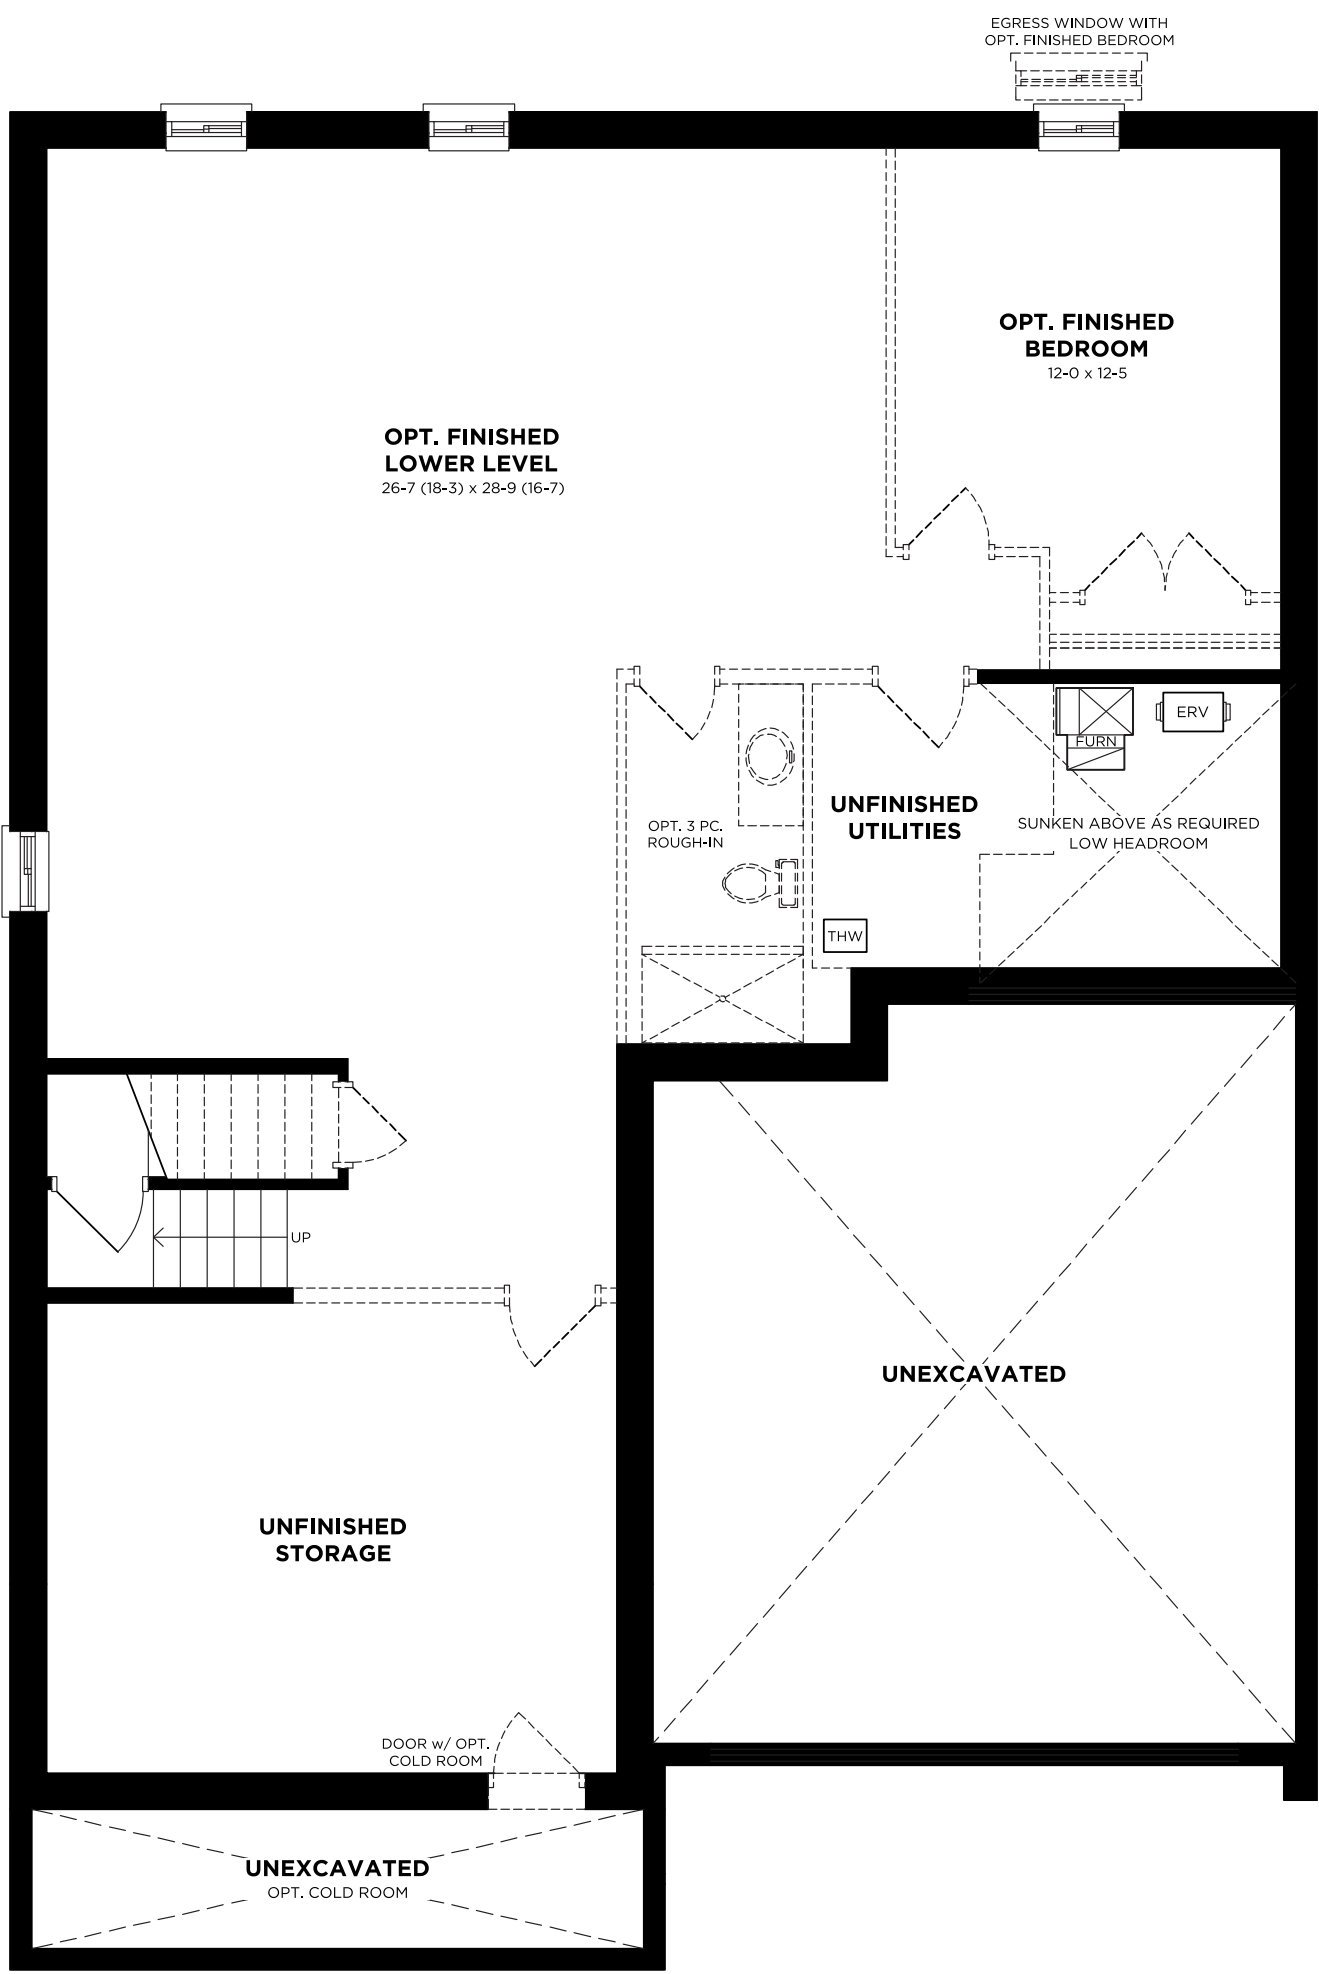 EGRESS WINDOW WITH
OPT. FINISHED BEDROOM
OPT. FINISHED
BEDROOM
12-0 x 12-5
OPT. FINISHED
LOWER LEVEL
26-7 (18-3) x 28-9 (16-7)
ERV
FURN
UNFINISHED
UTILITIES
SUNKEN ABOVE AS REQUIRED
LOW HEADROOM
OPT. 3 PC.
ROUGH-IN
THW
UP
UNEXCAVATED
UNFINISHED
STORAGE
DOOR w/ OPT.
COLD ROOM
UNEXCAVATED
OPT. COLD ROOM